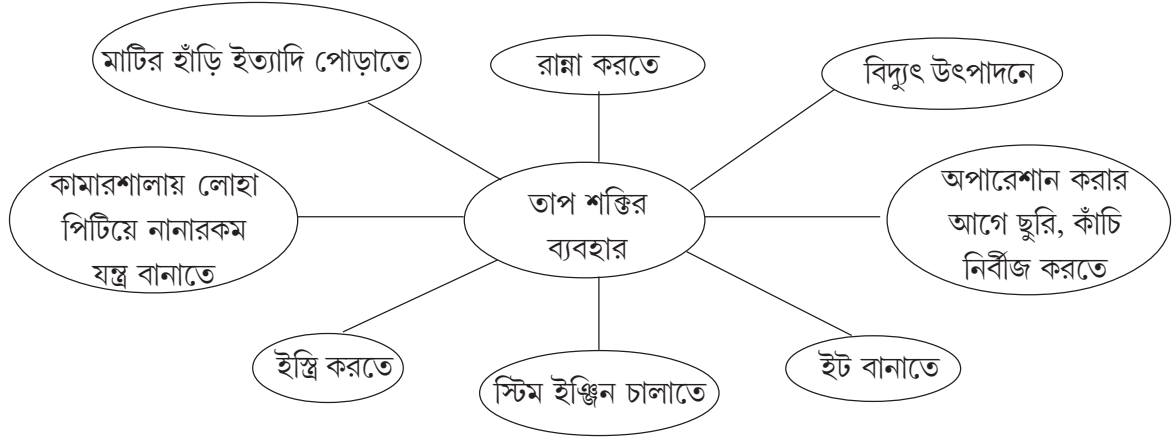 মাটির হাঁড়ি ইত্যাদি পোড়াতে
রান্না করতে
বিদ্যুৎ উৎপাদনে
কামারশালায় লোহা
পিটিয়ে নানারকম
যন্ত্র বানাতে
তাপ শক্তির
ব্যবহার
অপারেশান করার
আগে ছুরি, কাঁচি
নির্বীজ করতে
ইস্ত্রি করতে
স্টিম ইঞ্জিন চালাতে
ইট বানাতে